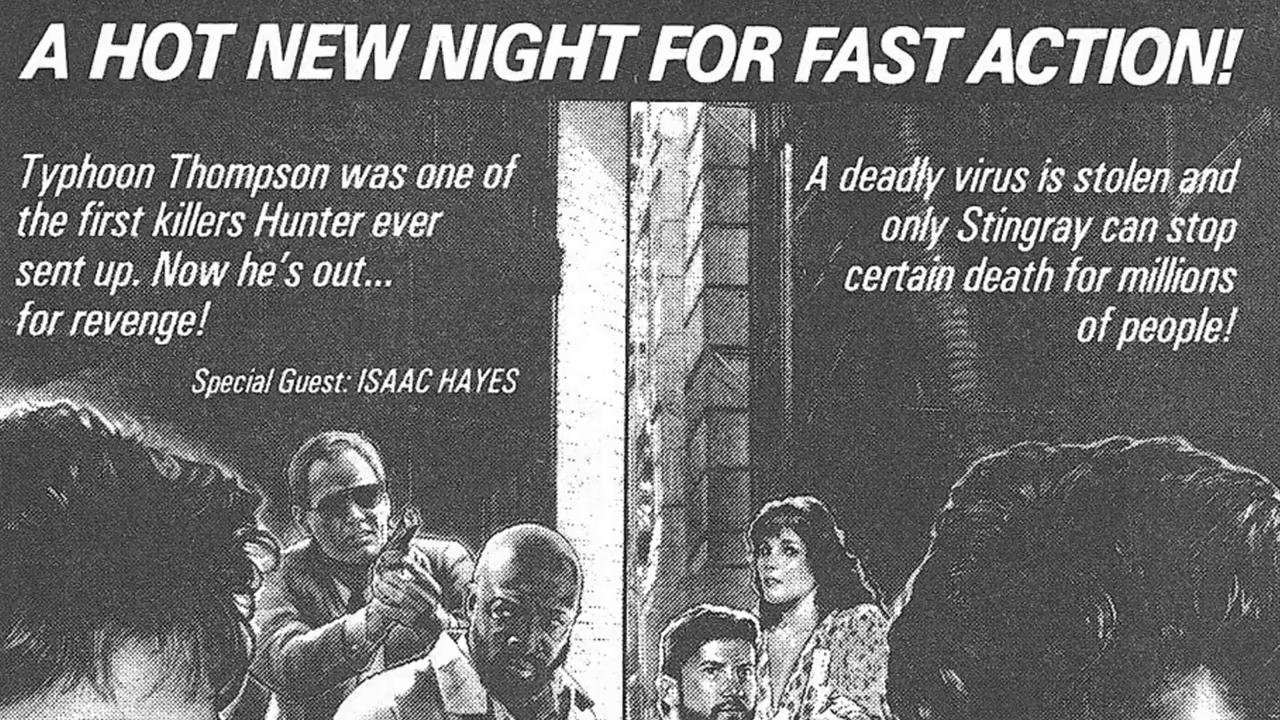 A HOT NEW NIGHT FOR FAST ACTION!
Typhoon Thompson was one of
the first killers Hunter ever
sent up. Now he's out...
for revenge!
Special Guest: ISAAC HAYES
A deadly virus is stolen and
only Stingray can stop
certain death for millions
of people!